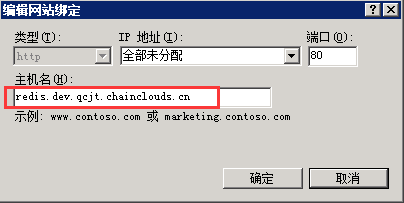 编辑网站绑定
类型(T): IP 地址(I): 端口(O):
http 全部未分配 80
主机名(H):
redis.dev.qcjt.chainclouds.cn
示例: www.contoso.com 或 marketing.contoso.com
确定 取消